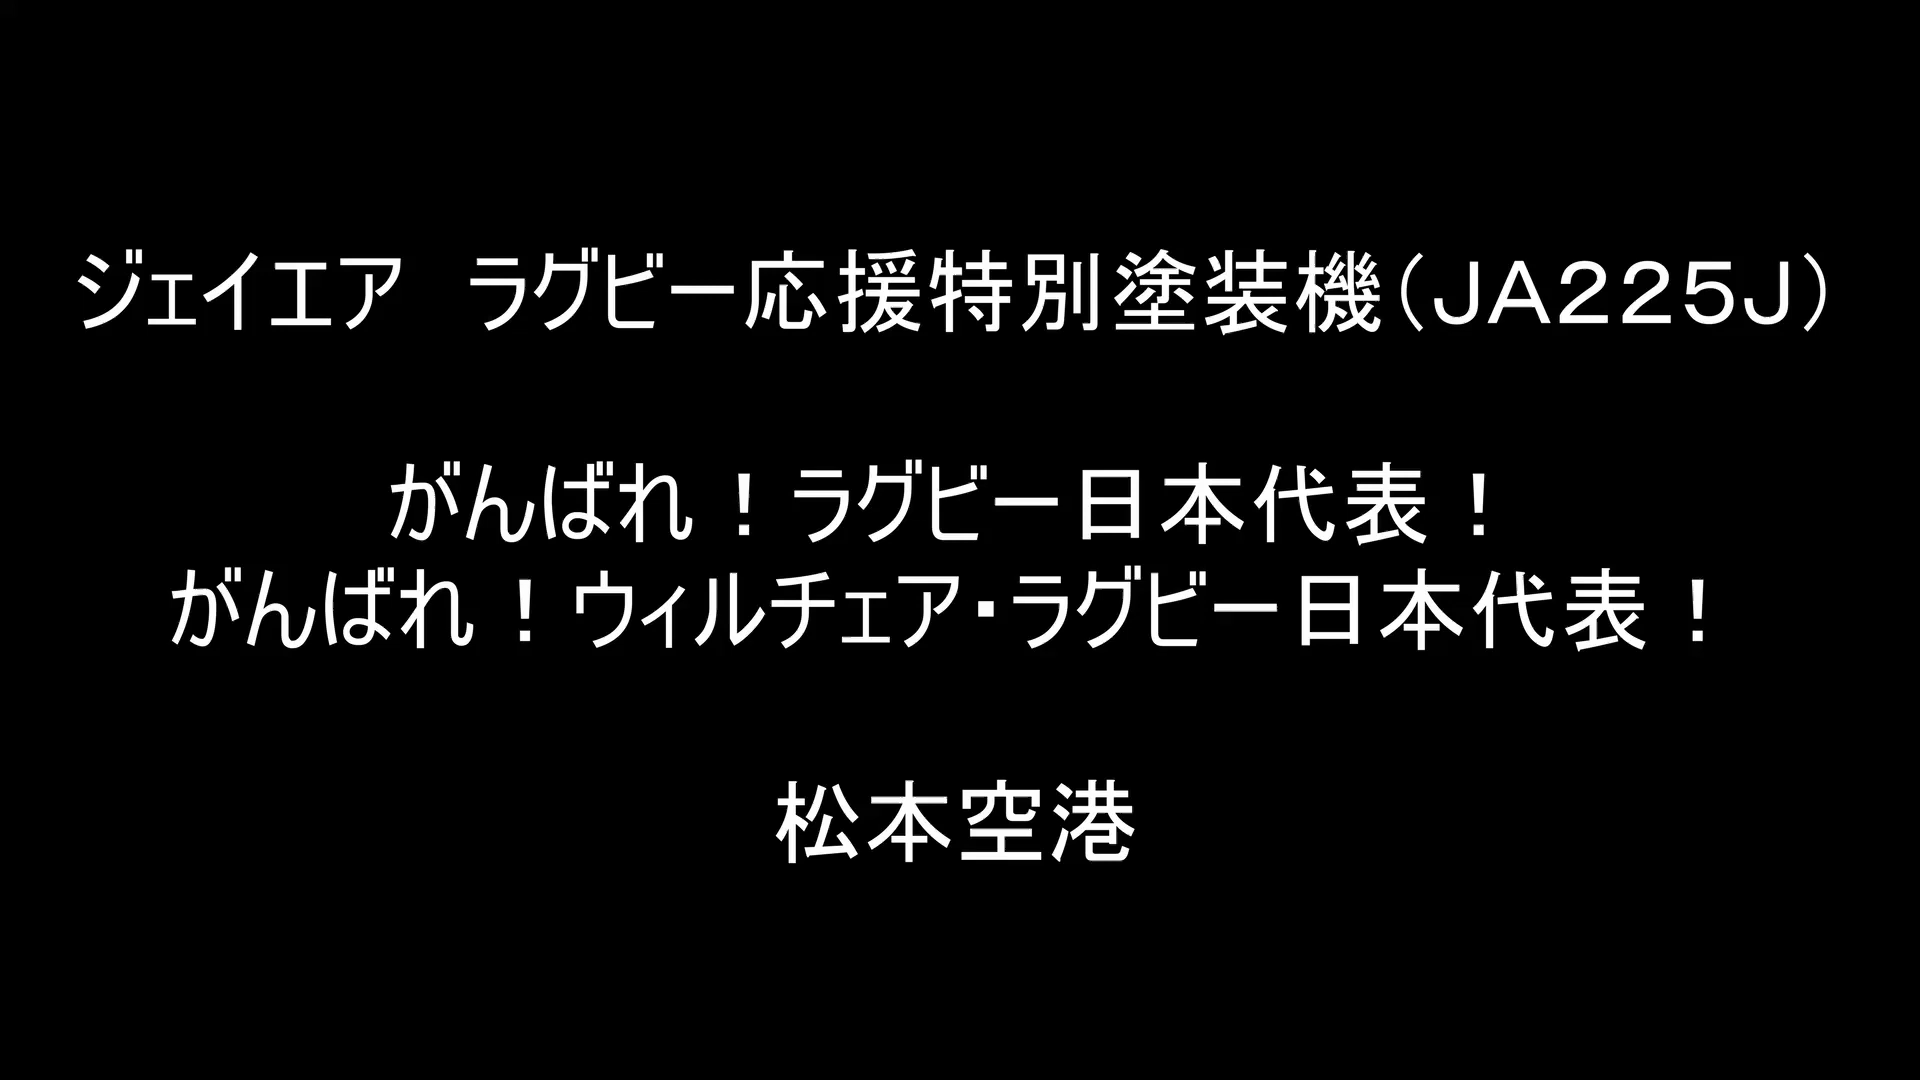 ジェイエア　ラグビー応援特別塗装機（ＪＡ２２５Ｊ）
がんばれ！ラグビー日本代表！
がんばれ！ウィルチェア・ラグビー日本代表！
松本空港